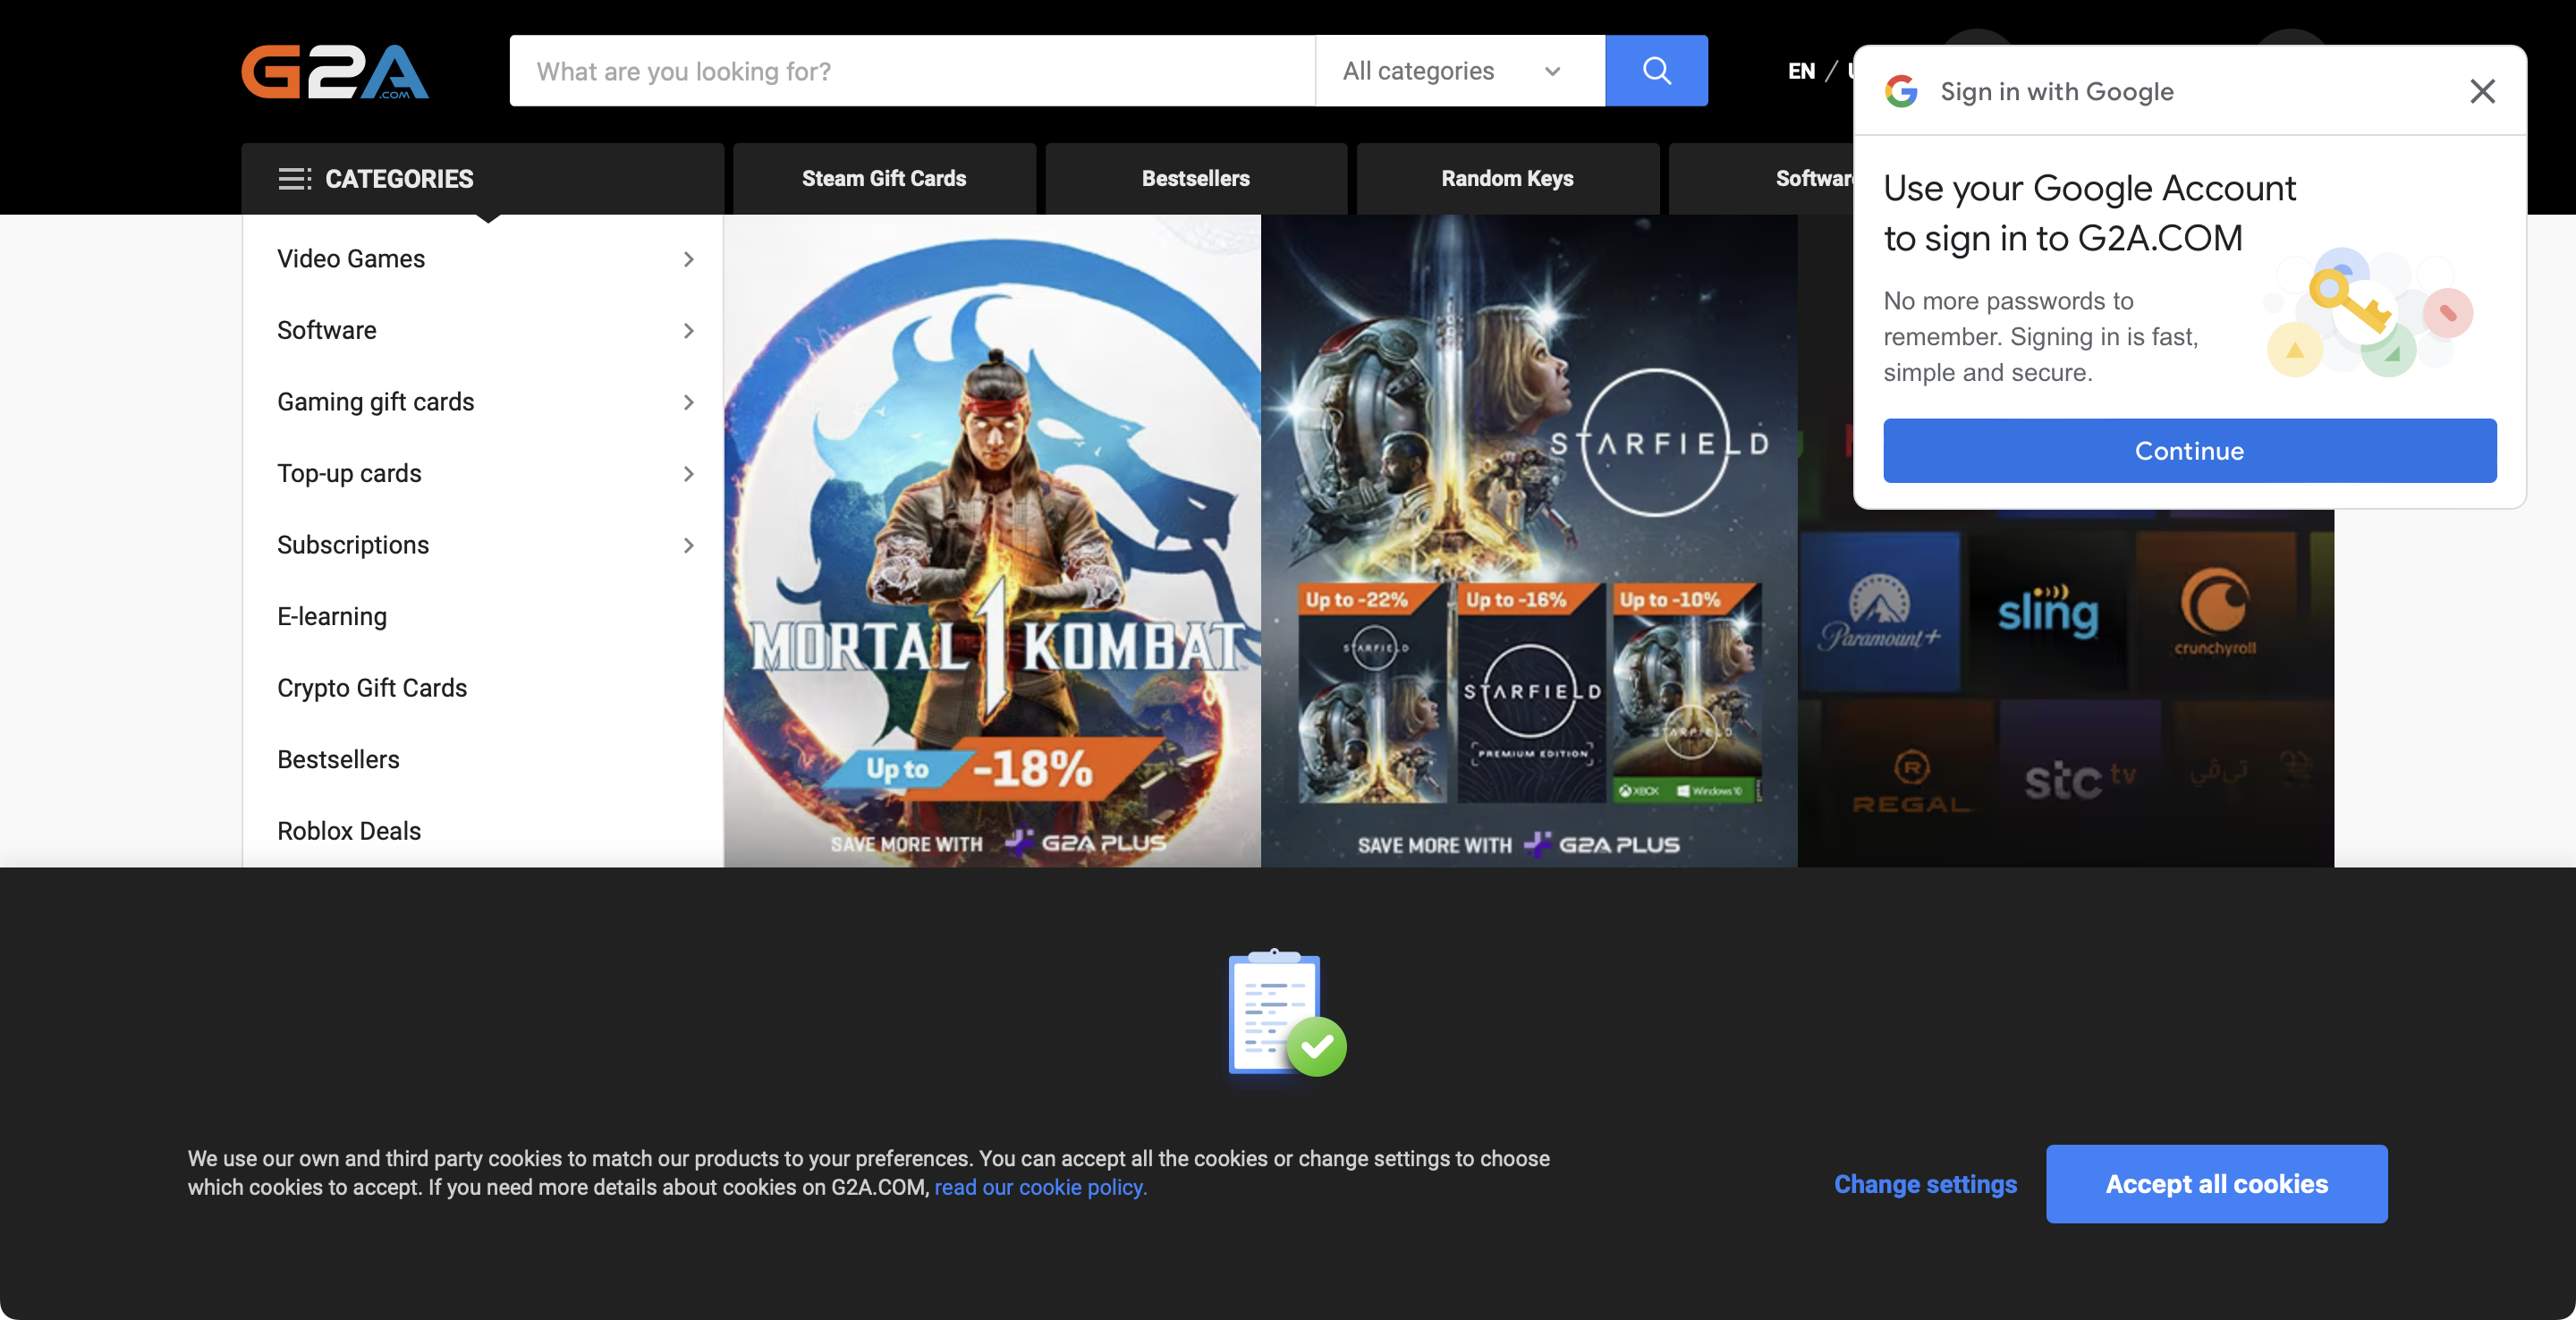 G2A
.COM
What are you looking for?
All categories
EN /
Sign in with Google
Use your Google Account
to sign in to G2A.COM
No more passwords to
remember. Signing in is fast,
simple and secure.
Continue
CATEGORIES
Steam Gift Cards
Bestsellers
Random Keys
Video Games
Software
Gaming gift cards
Top-up cards
Subscriptions
E-learning
Crypto Gift Cards
Bestsellers
Roblox Deals
MORTAL 1 KOMBAT
Up to -18%
SAVE MORE WITH G2A PLUS
STARFIELD
Up to -22%
Up to -16%
Up to -10%
STARFIELD
STARFIELD
PREMIUM EDITION
STARFIELD
XBOX Windows 10
SAVE MORE WITH G2A PLUS
Paramount+
sling
crunchyroll
REGAL
stc tv
We use our own and third party cookies to match our products to your preferences. You can accept all the cookies or change settings to choose
which cookies to accept. If you need more details about cookies on G2A.COM, read our cookie policy.
Change settings
Accept all cookies